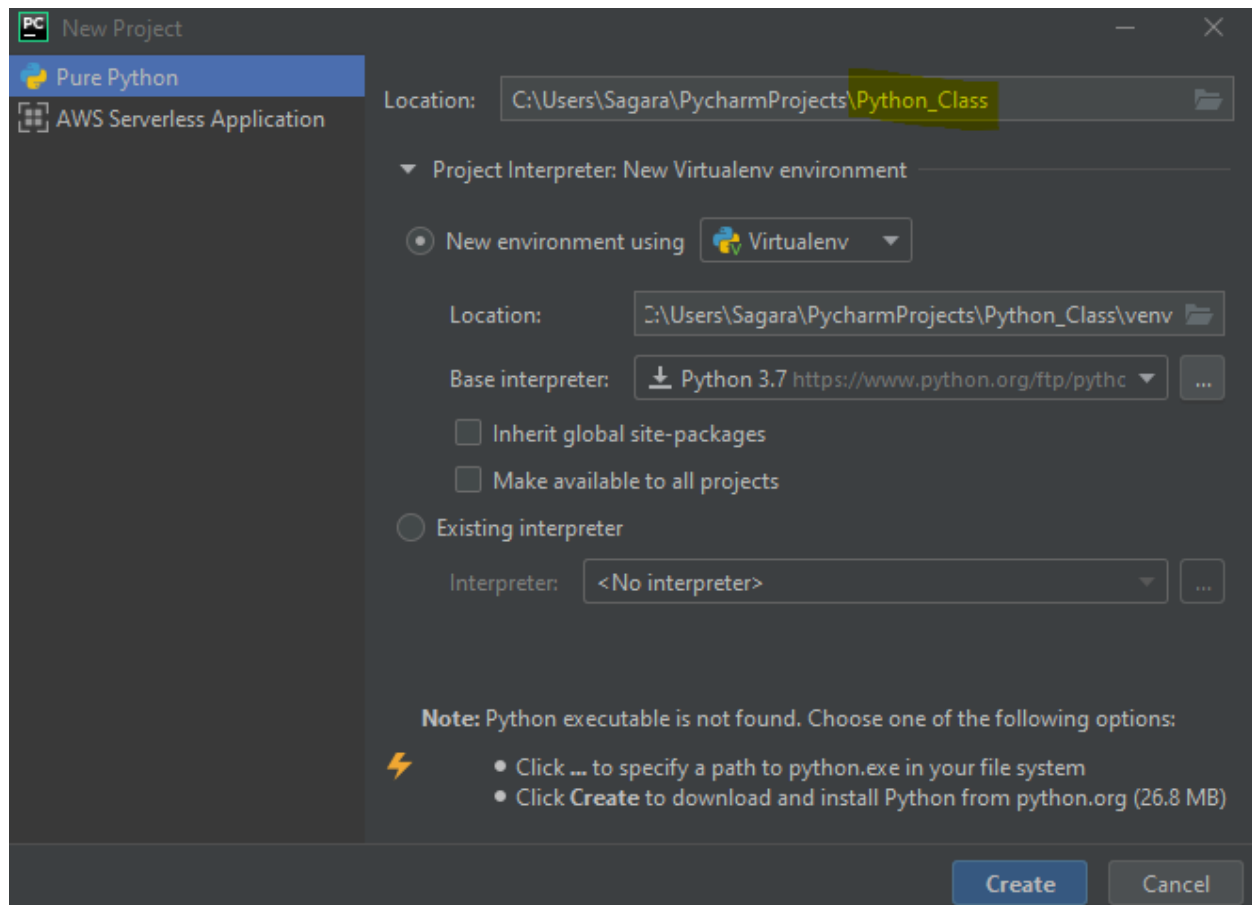 PC New Project
Pure Python
AWS Serverless Application
Location: C:\Users\Sagara\PycharmProjects\Python_Class
Project Interpreter: New Virtualenv environment
New environment using Virtualenv
Location: C:\Users\Sagara\PycharmProjects\Python_Class\venv
Base interpreter: Python 3.7 https://www.python.org/ftp/pythc ...
Inherit global site-packages
Make available to all projects
Existing interpreter
Interpreter: <No interpreter> ...
Note: Python executable is not found. Choose one of the following options:
• Click ... to specify a path to python.exe in your file system
• Click Create to download and install Python from python.org (26.8 MB)
Create Cancel